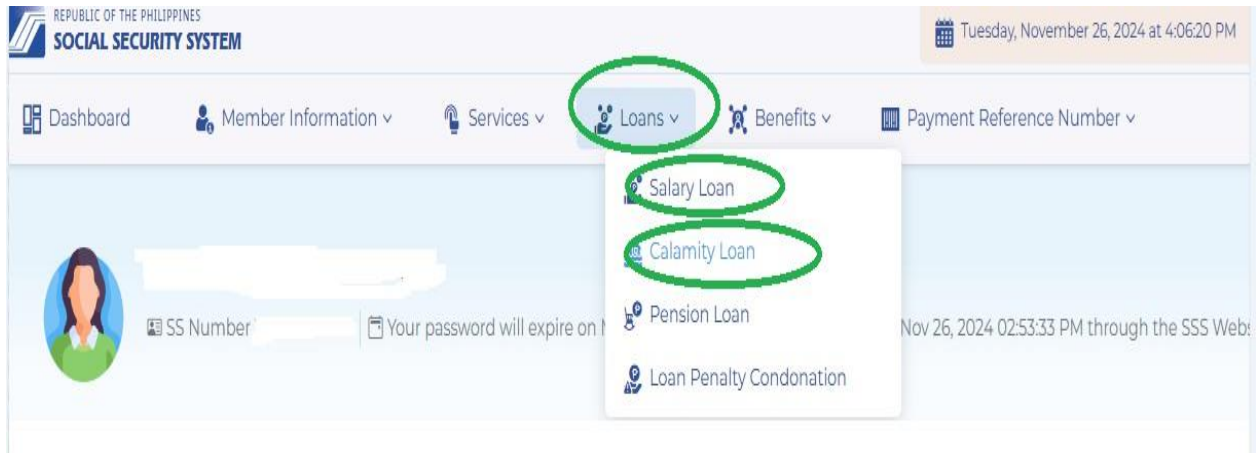 REPUBLIC OF THE PHILIPPINES
SOCIAL SECURITY SYSTEM
Tuesday, November 26, 2024 at 4:06:20 PM
Dashboard Member Information Services Loans Benefits Payment Reference Number
Salary Loan
Calamity Loan
Pension Loan
Loan Penalty Condonation
SS Number Your password will expire on Nov 26, 2024 02:53:33 PM through the SSS